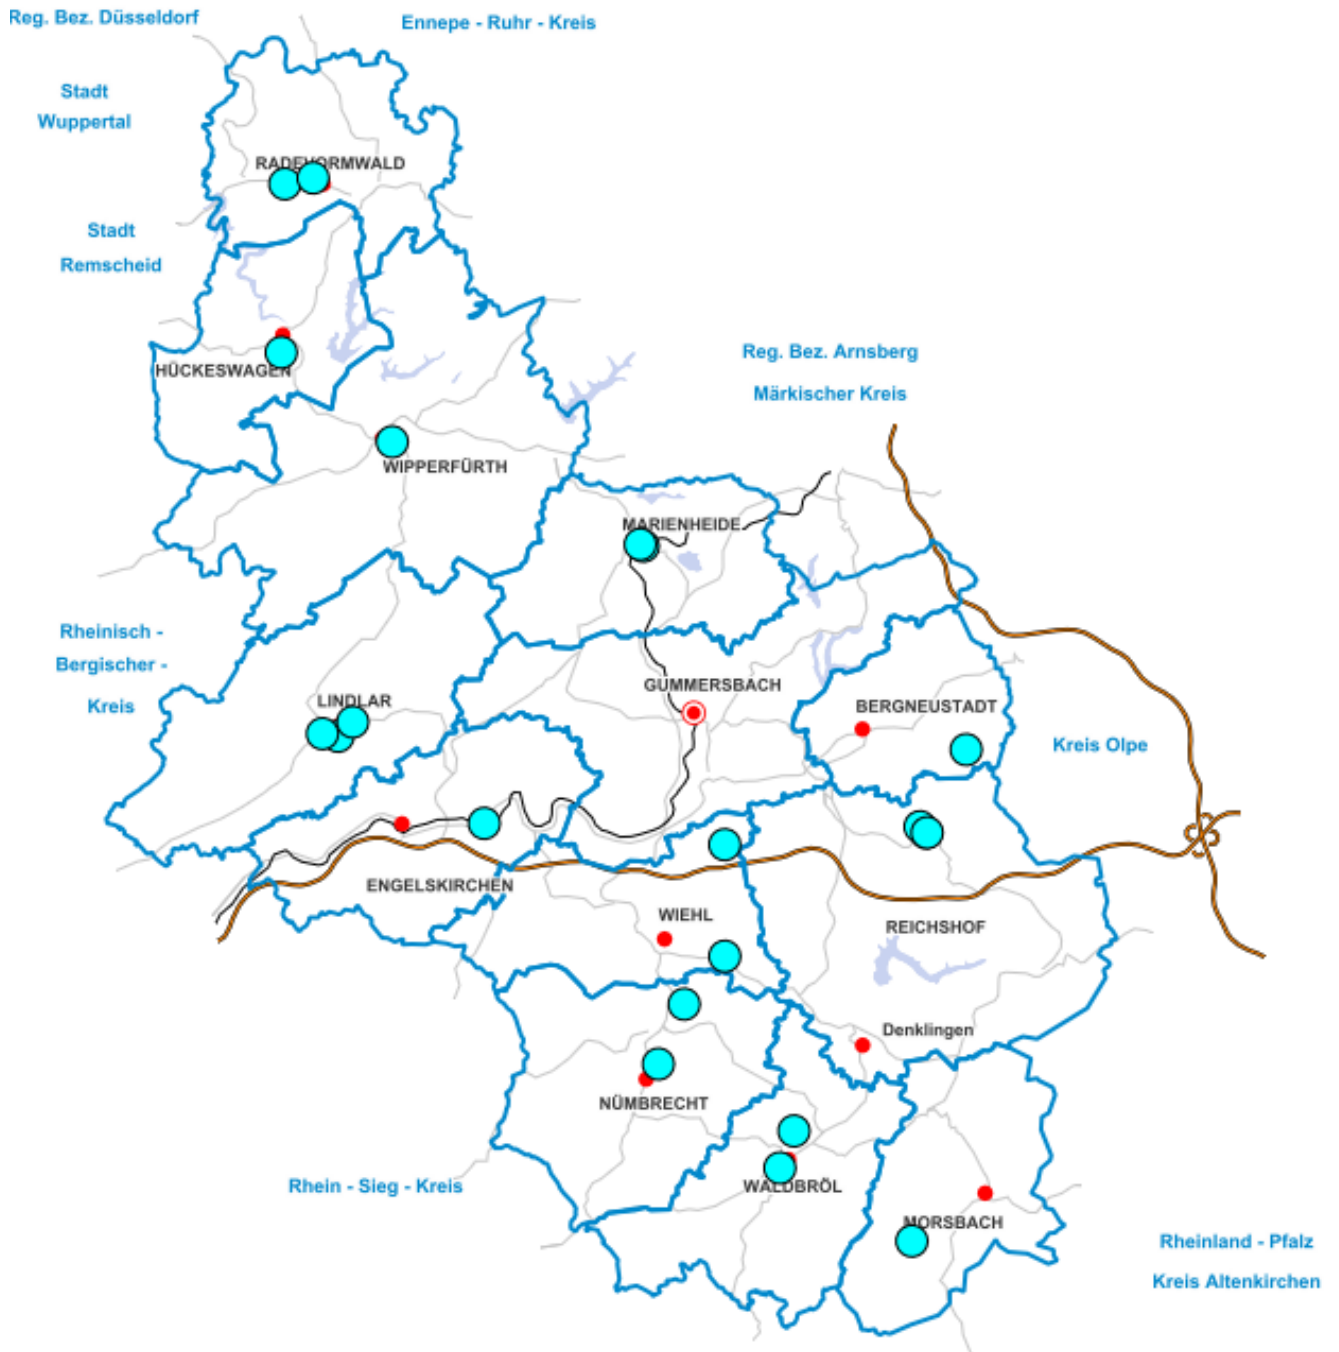 Reg. Bez. Düsseldorf
Ennepe - Ruhr - Kreis
Stadt
Wuppertal
RADEVORMWALD
Stadt
Remscheid
HÜCKESWAGEN
Reg. Bez. Arnsberg
Märkischer Kreis
WIPPERFÜRTH
MARIENHEIDE
Rheinisch -
Bergischer -
Kreis
GUMMERSBACH
LINDLAR
BERGNEUSTADT
Kreis Olpe
ENGELSKIRCHEN
WIEHL
REICHSHOF
Denklingen
NÜMBRECHT
Rhein - Sieg - Kreis
WALDBRÖL
MORSBACH
Rheinland - Pfalz
Kreis Altenkirchen